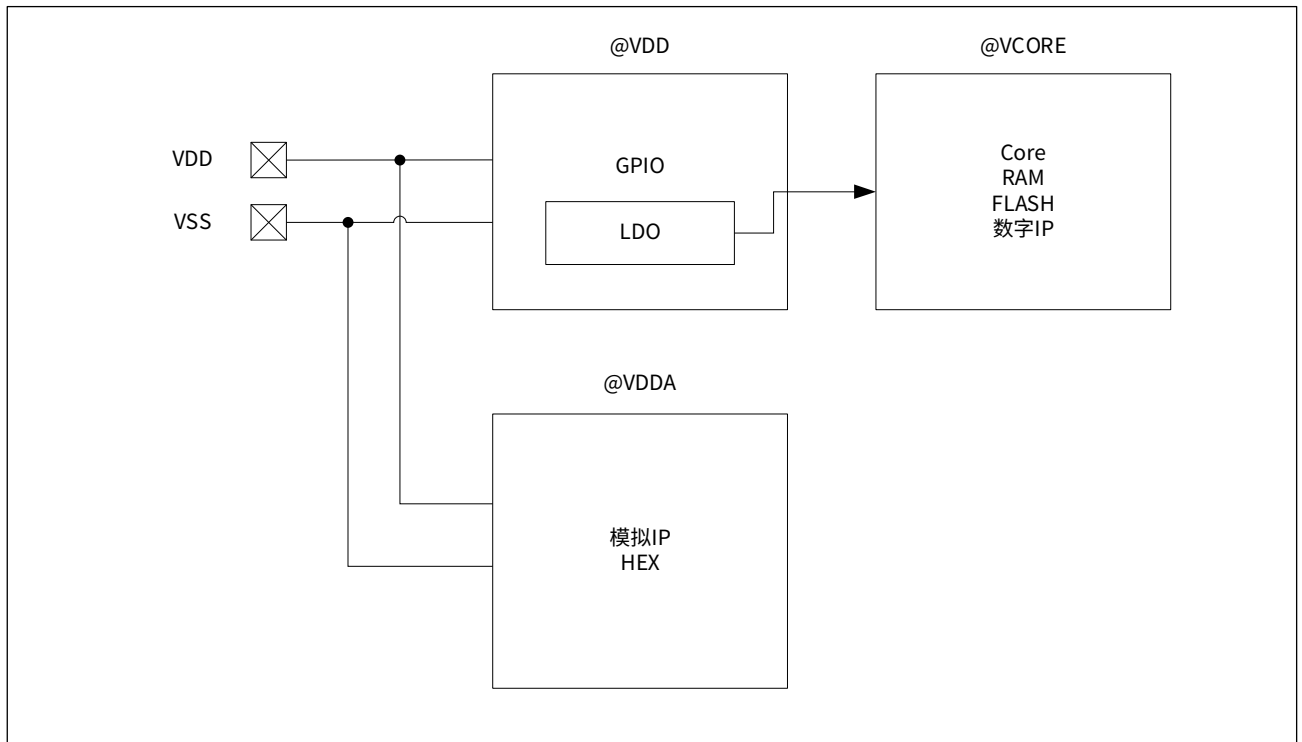 @VDD
@VCORE
VDD
VSS
GPIO
LDO
Core
RAM
FLASH
数字IP
@VDDA
模拟IP
HEX